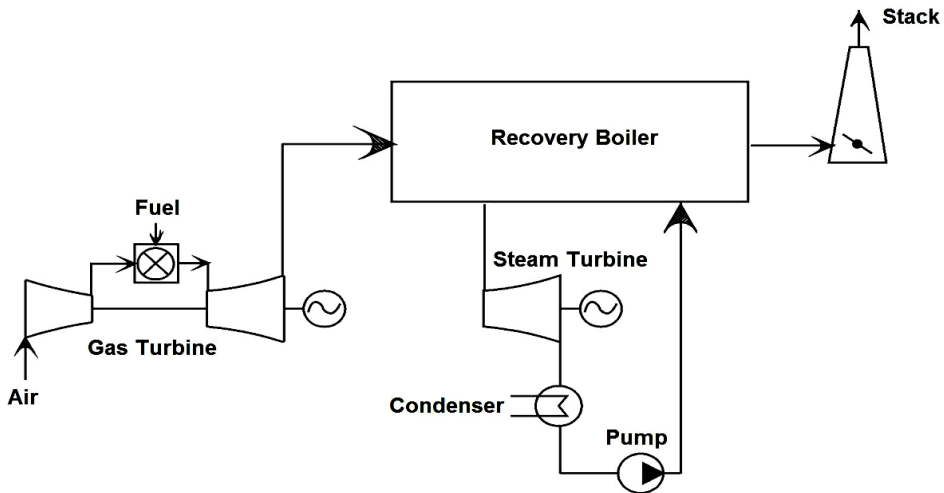 Stack
Recovery Boiler
Fuel
Steam Turbine
Gas Turbine
Air
Condenser
Pump